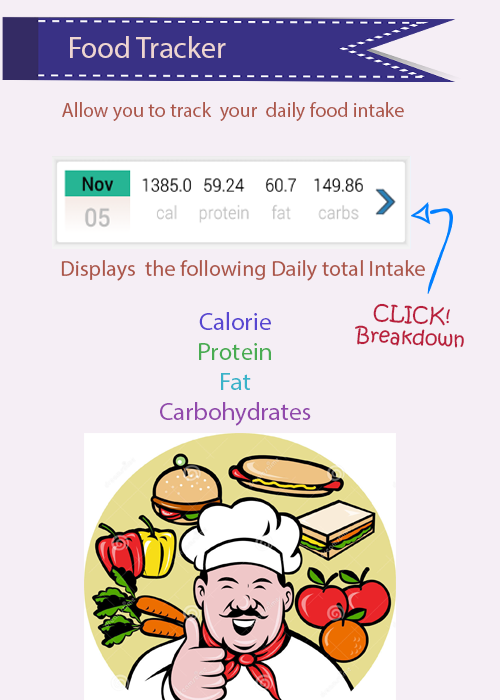 Food Tracker
Allow you to track your daily food intake
Nov 1385.0 59.24 60.7 149.86
05 cal protein fat carbs
Displays the following Daily total Intake
CLICK!
Breakdown
Calorie
Protein
Fat
Carbohydrates